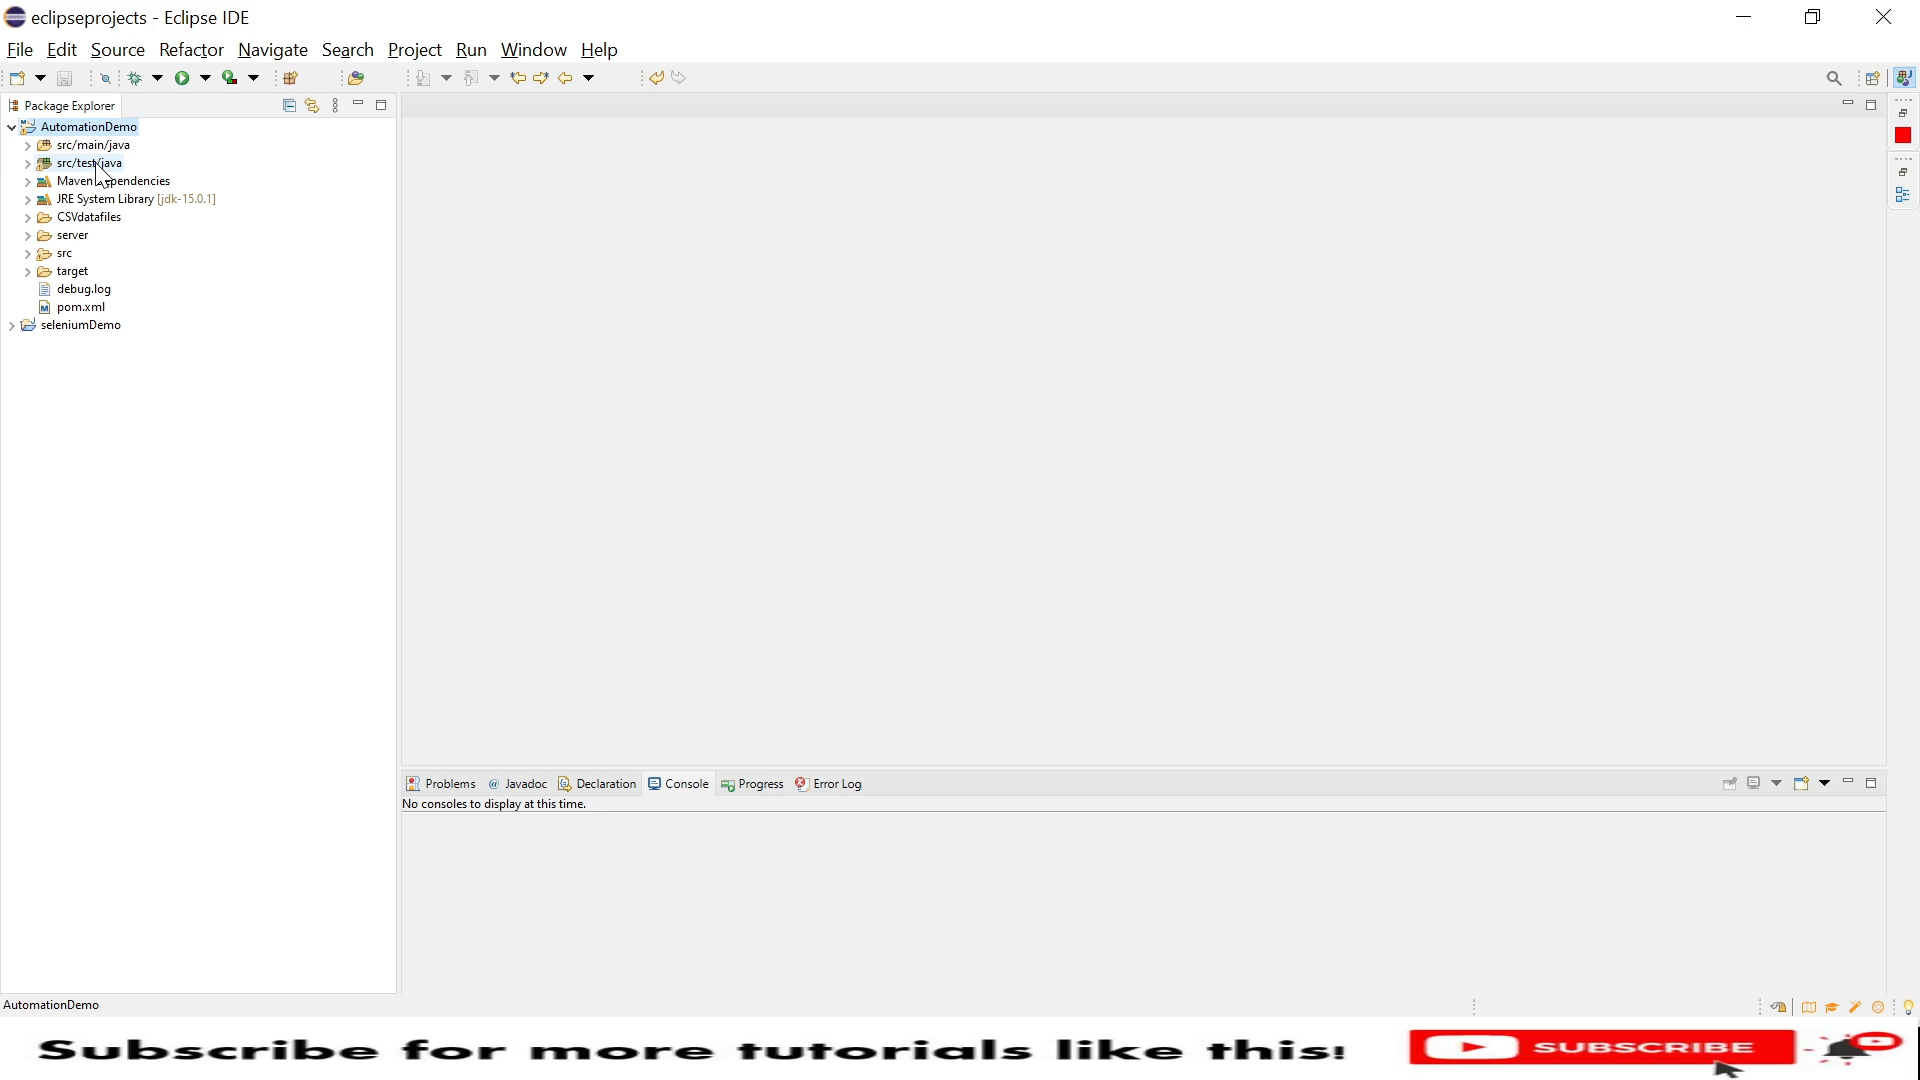 eclipseprojects - Eclipse IDE
File Edit Source Refactor Navigate Search Project Run Window Help
Package Explorer
AutomationDemo
src/main/java
src/test/java
Maven Dependencies
JRE System Library [jdk-15.0.1]
CSVdatafiles
server
src
target
debug.log
pom.xml
seleniumDemo
Problems @ Javadoc Declaration Console Progress Error Log
No consoles to display at this time.
AutomationDemo
Subscribe for more tutorials like this! SUBSCRIBE